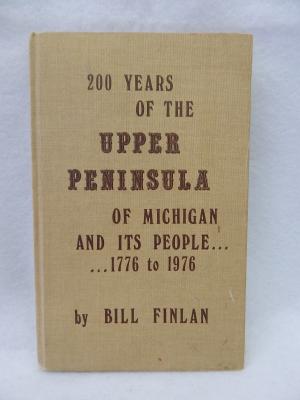 200 YEARS
OF THE
UPPER
PENINSULA
OF MICHIGAN
AND ITS PEOPLE...
...1776 to 1976
by BILL FINLAN